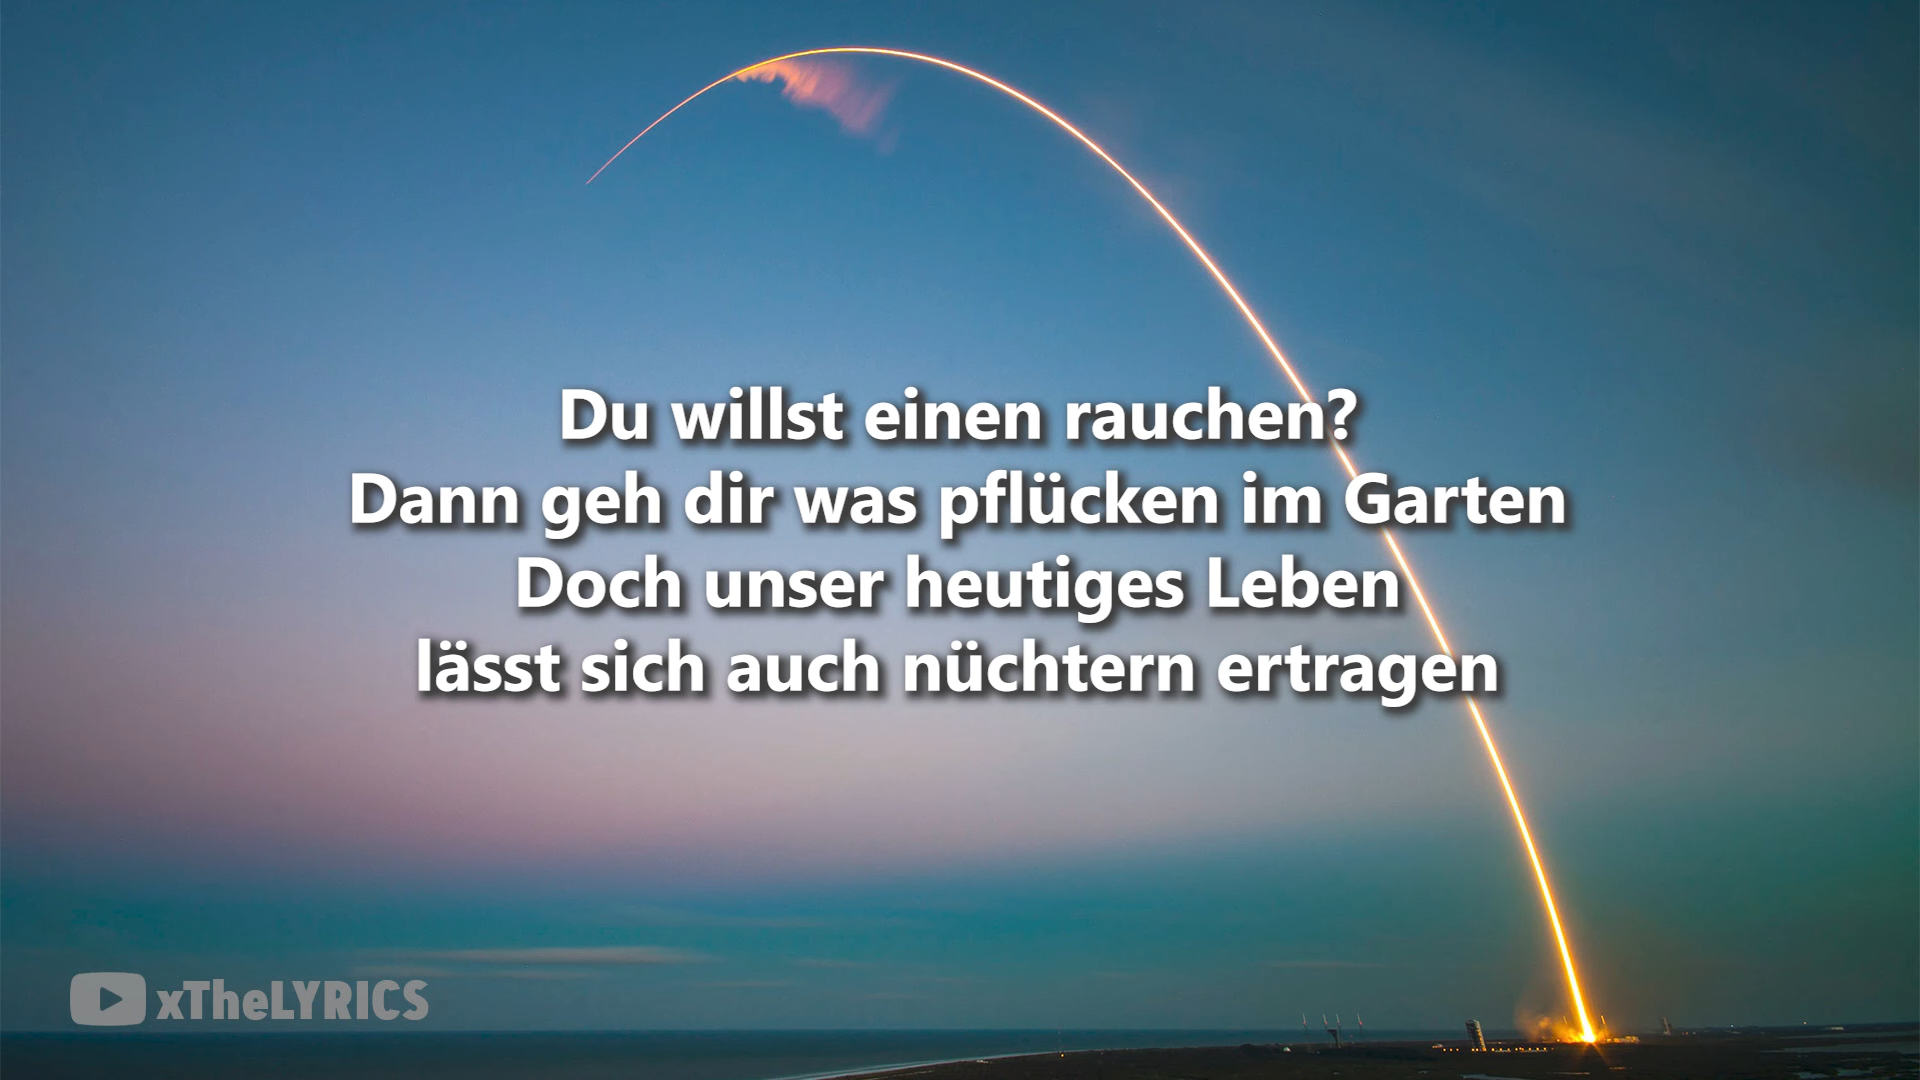 Du willst einen rauchen?
Dann geh dir was pflücken im Garten
Doch unser heutiges Leben
lässt sich auch nüchtern ertragen
xTheLYRICS